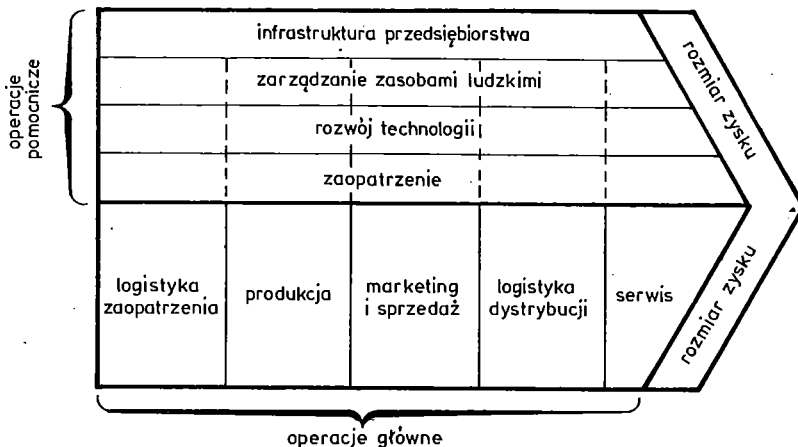 operacje
pomocnicze
infrastruktura przedsiębiorstwa
zarządzanie zasobami ludzkimi
rozwój technologii
zaopatrzenie
rozmiar zysku
logistyka
zaopatrzenia
produkcja
marketing
i sprzedaż
logistyka
dystrybucji
serwis
rozmiar zysku
operacje główne